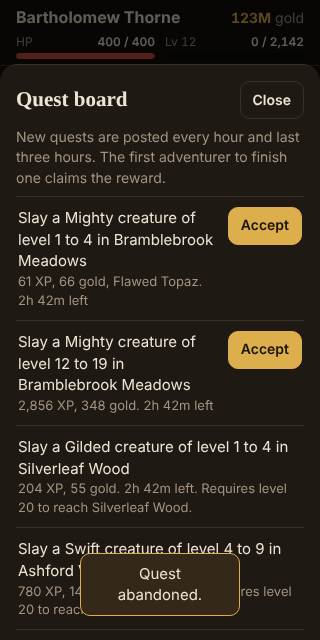 Bartholomew Thorne 123M gold
HP 400 / 400 Lv 12 0 / 2,142
Quest board
Close
New quests are posted every hour and last
three hours. The first adventurer to finish
one claims the reward.
Slay a Mighty creature of
level 1 to 4 in Bramblebrook
Meadows
Accept
61 XP, 66 gold, Flawed Topaz.
2h 42m left
Slay a Mighty creature of
level 12 to 19 in
Bramblebrook Meadows
Accept
2,856 XP, 348 gold. 2h 42m left
Slay a Gilded creature of level 1 to 4 in
Silverleaf Wood
204 XP, 55 gold. 2h 42m left. Requires level
20 to reach Silverleaf Wood.
Slay a Swift creature of level 4 to 9 in
Ashford
780 XP, level
20 to
Quest
abandoned.